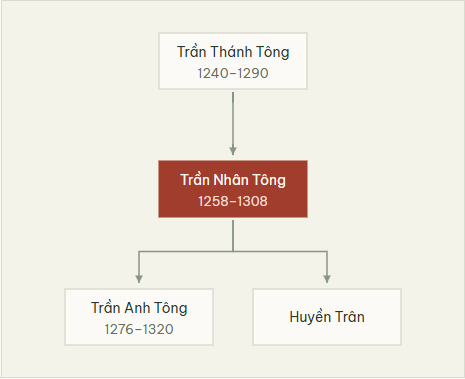 Trần Thánh Tông
1240–1290
Trần Nhân Tông
1258–1308
Trần Anh Tông
1276–1320
Huyền Trân